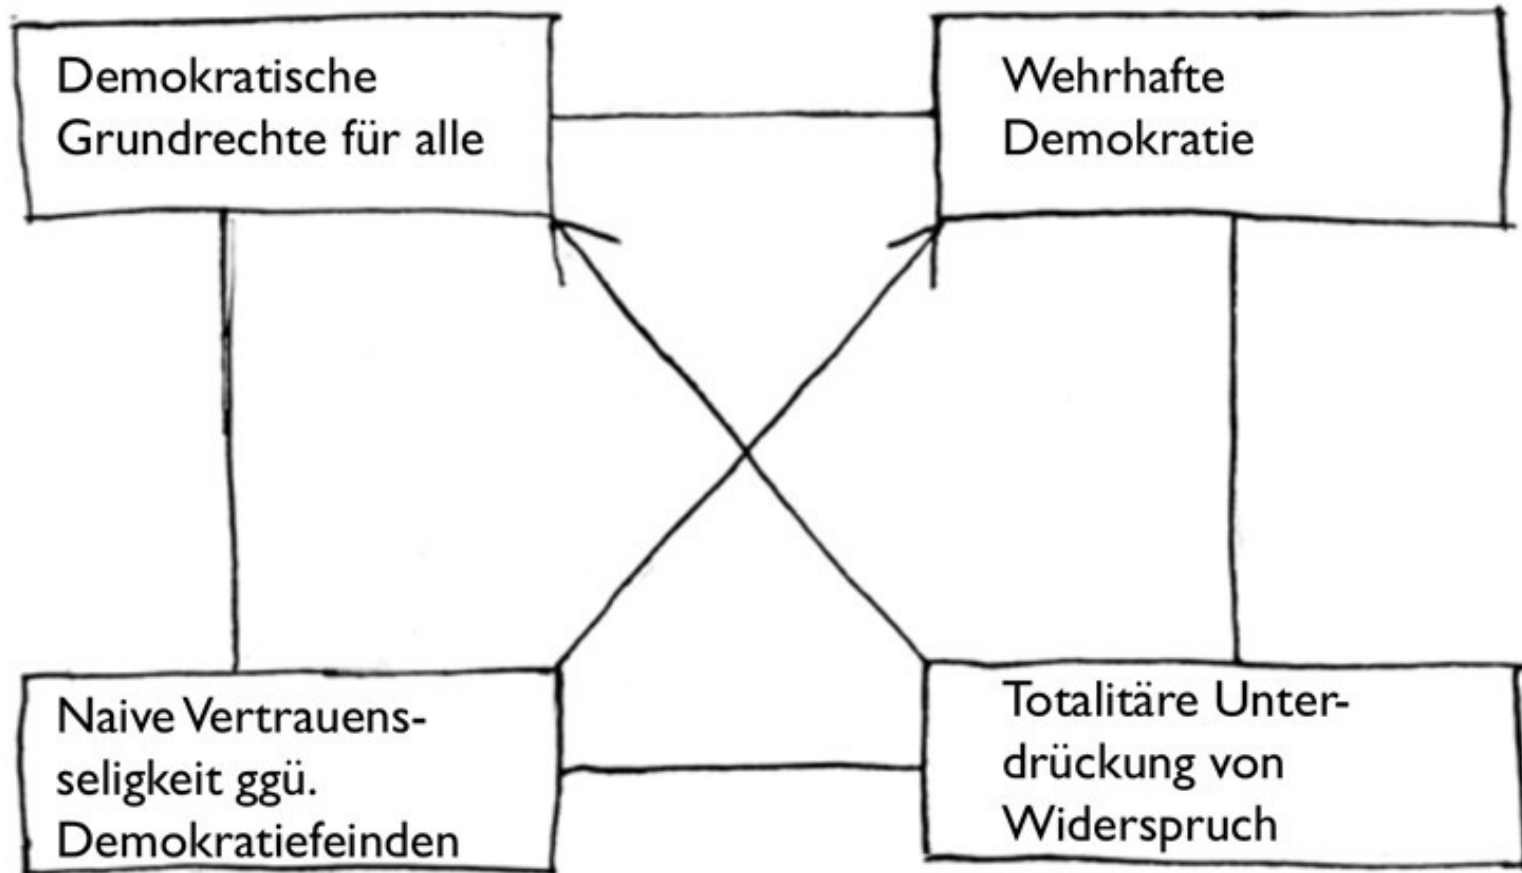 Demokratische
Grundrechte für alle
Wehrhafte
Demokratie
Naive Vertrauens-
seligkeit ggü.
Demokratiefeinden
Totalitäre Unter-
drückung von
Widerspruch